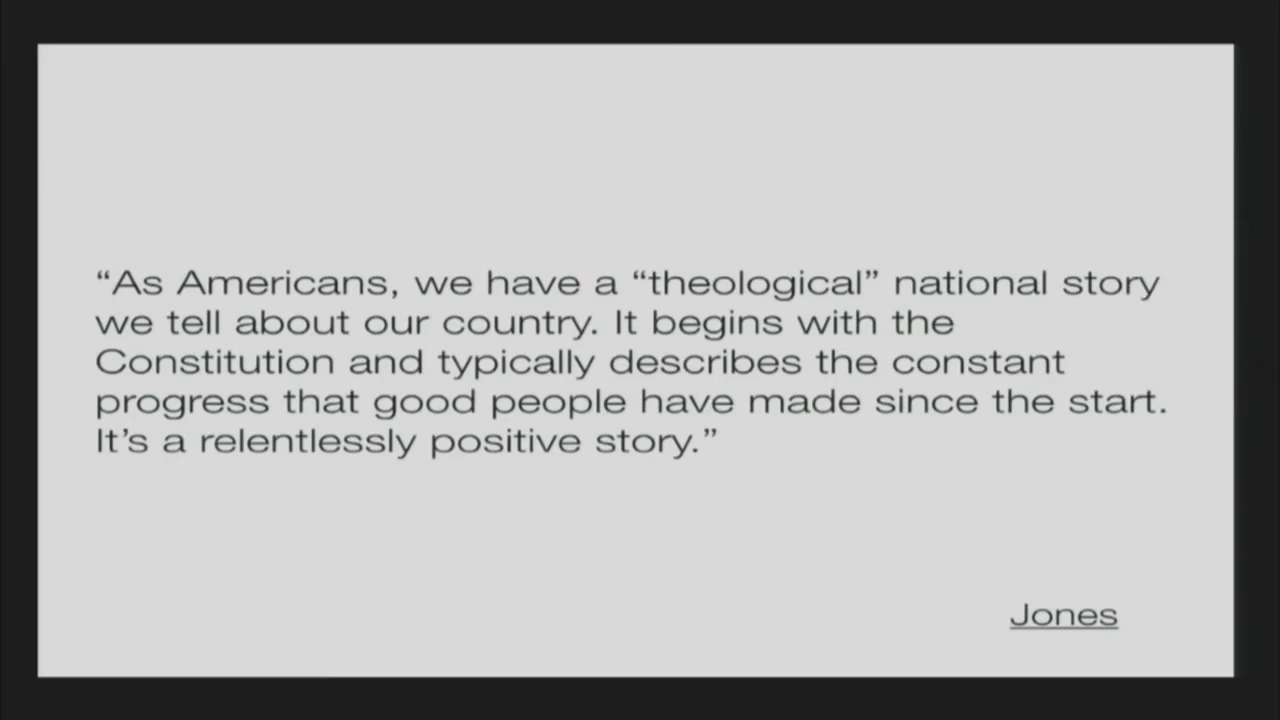 “As Americans, we have a “theological” national story
we tell about our country. It begins with the
Constitution and typically describes the constant
progress that good people have made since the start.
It’s a relentlessly positive story.”
Jones